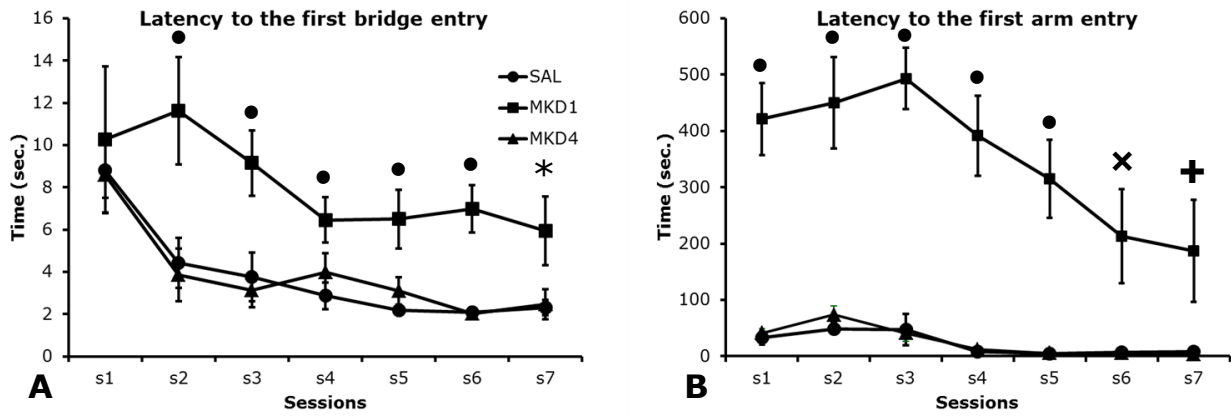 Latency to the first bridge entry
16
14
12
10
8
6
4
2
0
Time (sec.)
SAL
MKD1
MKD4
*
s1 s2 s3 s4 s5 s6 s7
Sessions
A
Latency to the first arm entry
600
500
400
300
200
100
0
Time (sec.)
s1 s2 s3 s4 s5 s6 s7
Sessions
B